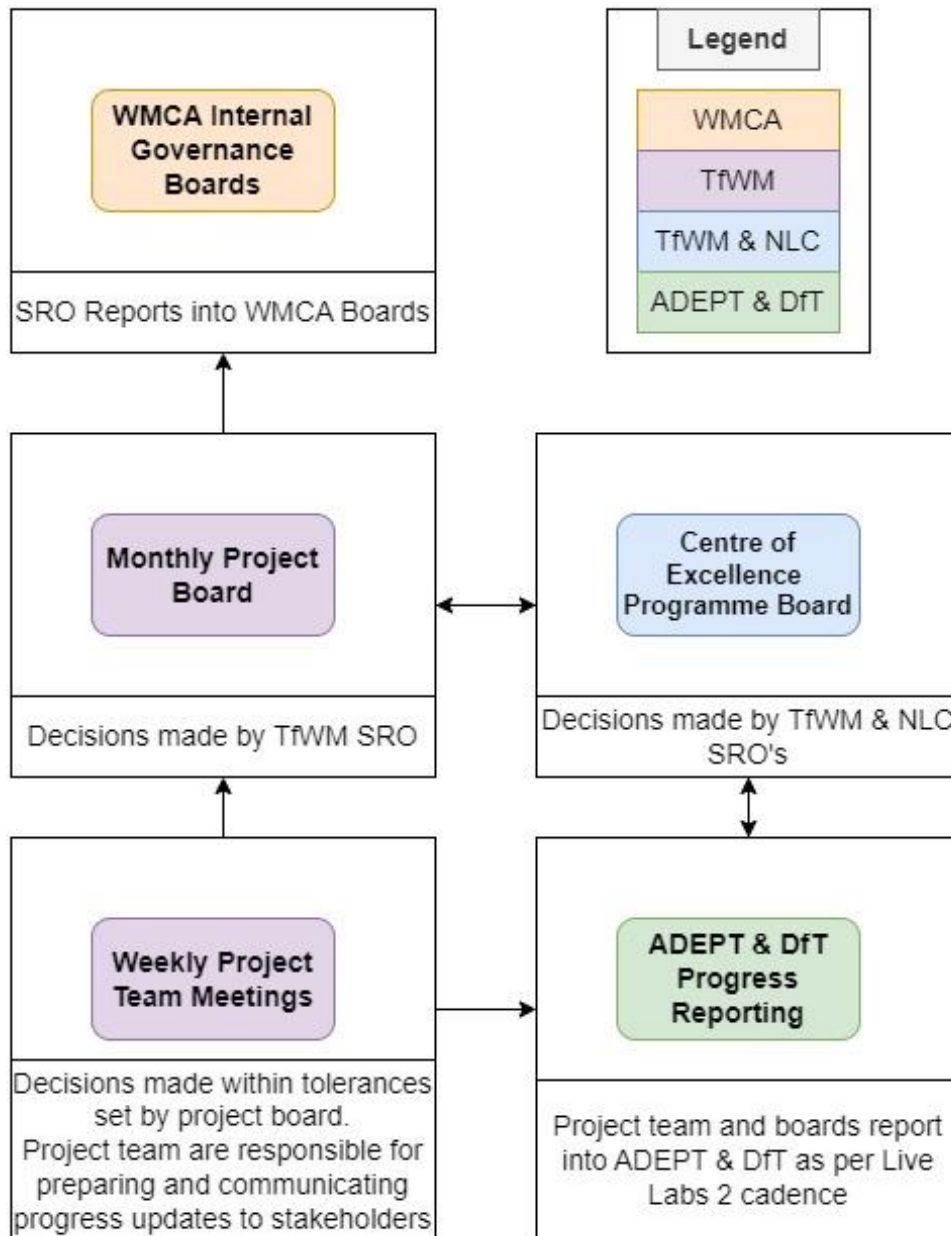 WMCA Internal
Governance
Boards
SRO Reports into WMCA Boards
Legend
WMCA
TfWM
TfWM & NLC
ADEPT & DfT
Monthly Project
Board
Decisions made by TfWM SRO
Centre of
Excellence
Programme Board
Decisions made by TfWM & NLC
SRO's
Weekly Project
Team Meetings
Decisions made within tolerances
set by project board.
Project team are responsible for
preparing and communicating
progress updates to stakeholders
ADEPT & DfT
Progress
Reporting
Project team and boards report
into ADEPT & DfT as per Live
Labs 2 cadence